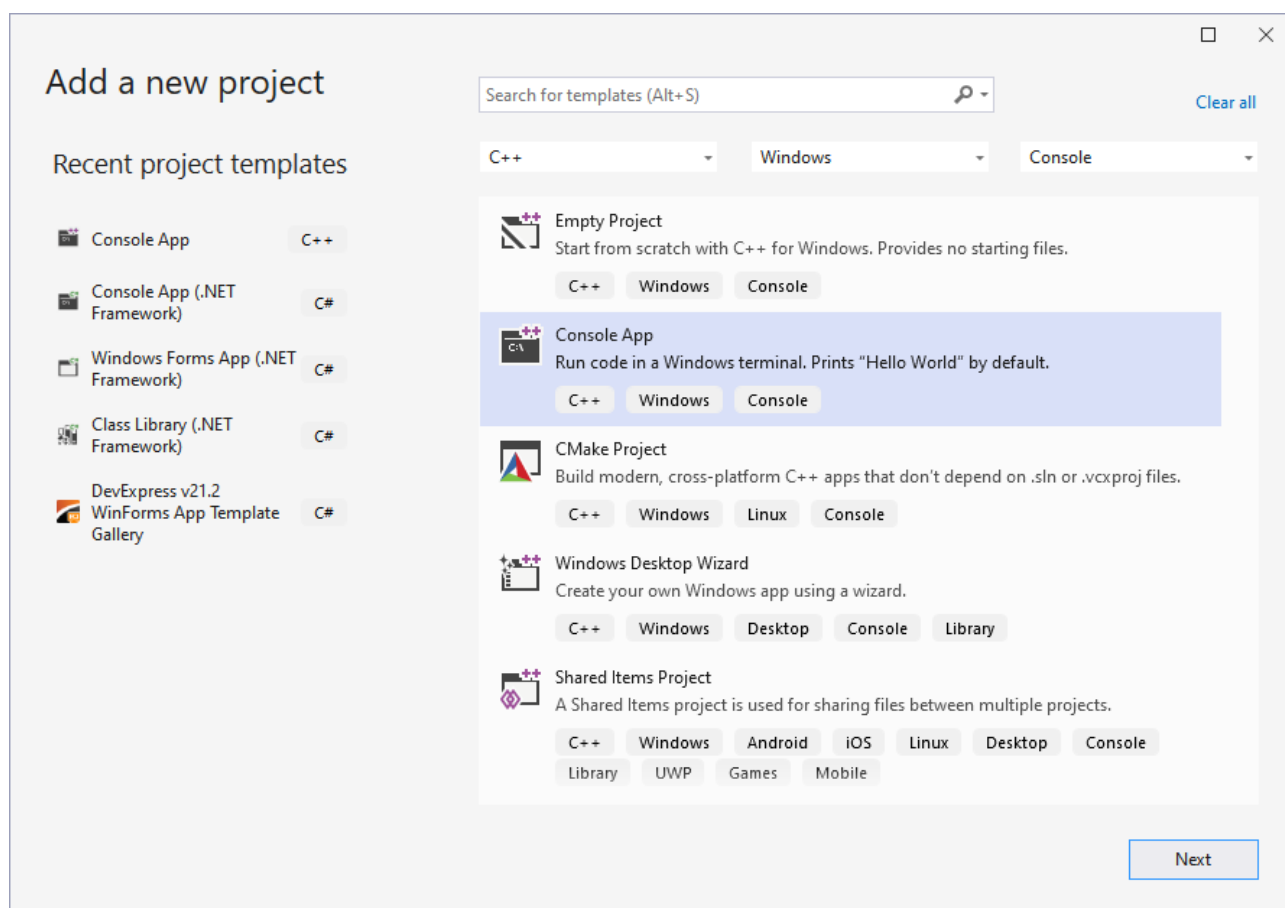 Add a new project
Search for templates (Alt+S)
Clear all
Recent project templates
C++
Windows
Console
Console App C++
Console App (.NET
Framework) C#
Windows Forms App (.NET
Framework) C#
Class Library (.NET
Framework) C#
DevExpress v21.2
WinForms App Template C#
Gallery
Empty Project
Start from scratch with C++ for Windows. Provides no starting files.
C++ Windows Console
Console App
Run code in a Windows terminal. Prints “Hello World” by default.
C++ Windows Console
CMake Project
Build modern, cross-platform C++ apps that don't depend on .sln or .vcxproj files.
C++ Windows Linux Console
Windows Desktop Wizard
Create your own Windows app using a wizard.
C++ Windows Desktop Console Library
Shared Items Project
A Shared Items project is used for sharing files between multiple projects.
C++ Windows Android iOS Linux Desktop Console
Library UWP Games Mobile
Next